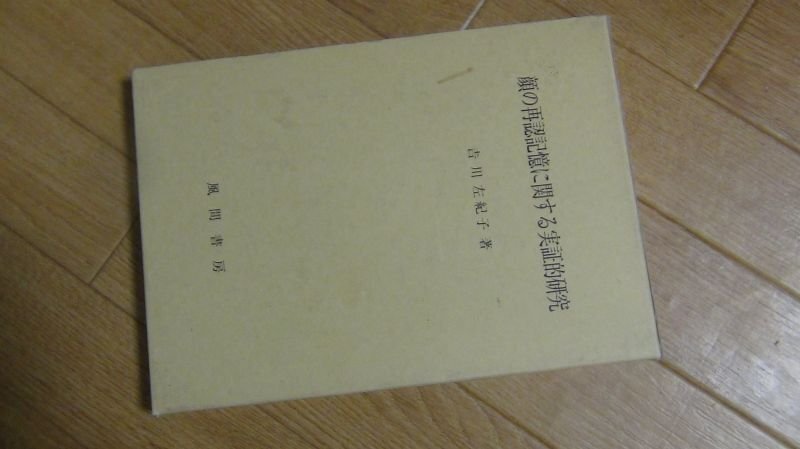 顔の再認記憶に関する実証的研究
吉川左紀子著
風間書房